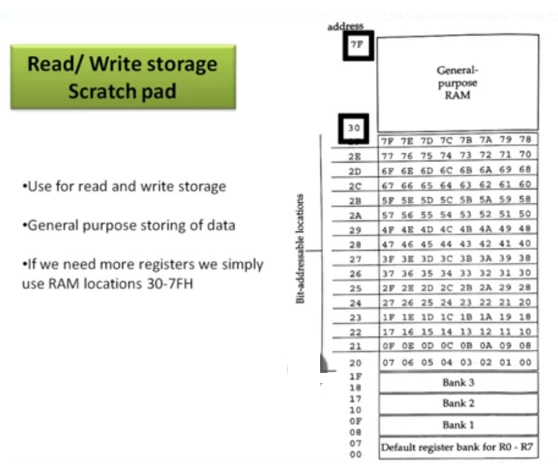 Read/ Write storage
Scratch pad
•Use for read and write storage
•General purpose storing of data
•If we need more registers we simply
use RAM locations 30-7FH
address
7F
General-
purpose
RAM
30
7F 7E 7D 7C 7B 7A 79 78
2E 77 76 75 74 73 72 71 70
2D 6F 6E 6D 6C 6B 6A 69 68
2C 67 66 65 64 63 62 61 60
2B 5F 5E 5D 5C 5B 5A 59 58
2A 57 56 55 54 53 52 51 50
29 4F 4E 4D 4C 4B 4A 49 48
28 47 46 45 44 43 42 41 40
27 3F 3E 3D 3C 3B 3A 39 38
26 37 36 35 34 33 32 31 30
25 2F 2E 2D 2C 2B 2A 29 28
24 27 26 25 24 23 22 21 20
23 1F 1E 1D 1C 1B 1A 19 18
22 17 16 15 14 13 12 11 10
21 0F 0E 0D 0C 0B 0A 09 08
20 07 06 05 04 03 02 01 00
Bit-addressable locations
1F
18
Bank 3
17
10
Bank 2
0F
08
Bank 1
07
00
Default register bank for R0 - R7